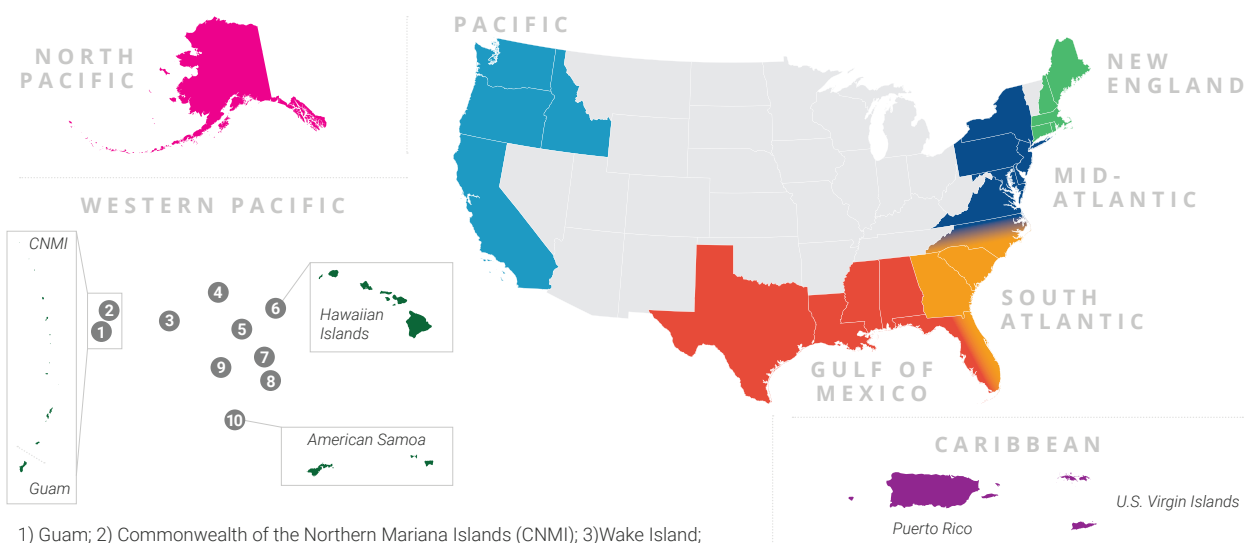 PACIFIC
NORTH
PACIFIC
NEW
ENGLAND
MID-
ATLANTIC
WESTERN PACIFIC
CNMI
4
2
6
3
1
5
Hawaiian
Islands
SOUTH
ATLANTIC
7
9
8
GULF OF
MEXICO
10
American Samoa
CARIBBEAN
Guam
U.S. Virgin Islands
Puerto Rico
1) Guam; 2) Commonwealth of the Northern Mariana Islands (CNMI); 3)Wake Island;